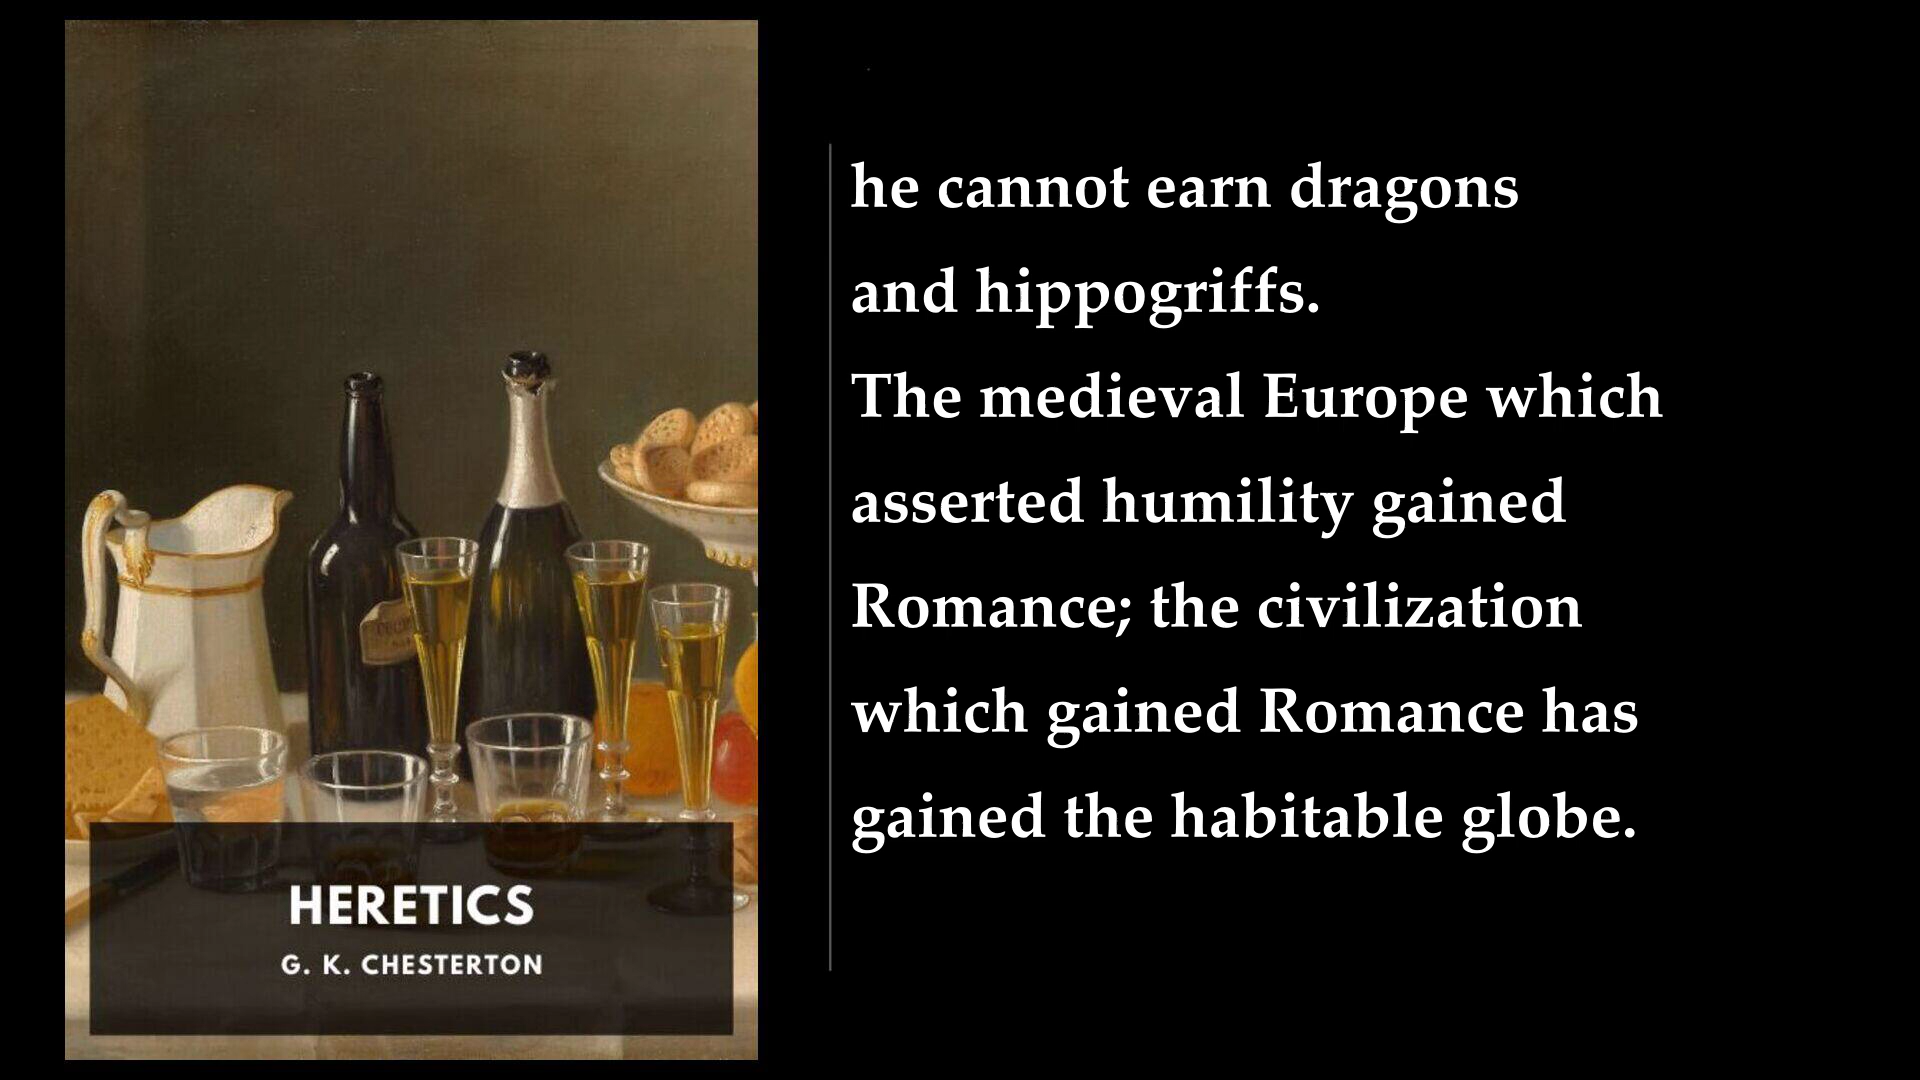 he cannot earn dragons
and hippogriffs.
The medieval Europe which
asserted humility gained
Romance; the civilization
which gained Romance has
gained the habitable globe.
HERETICS
G. K. CHESTERTON